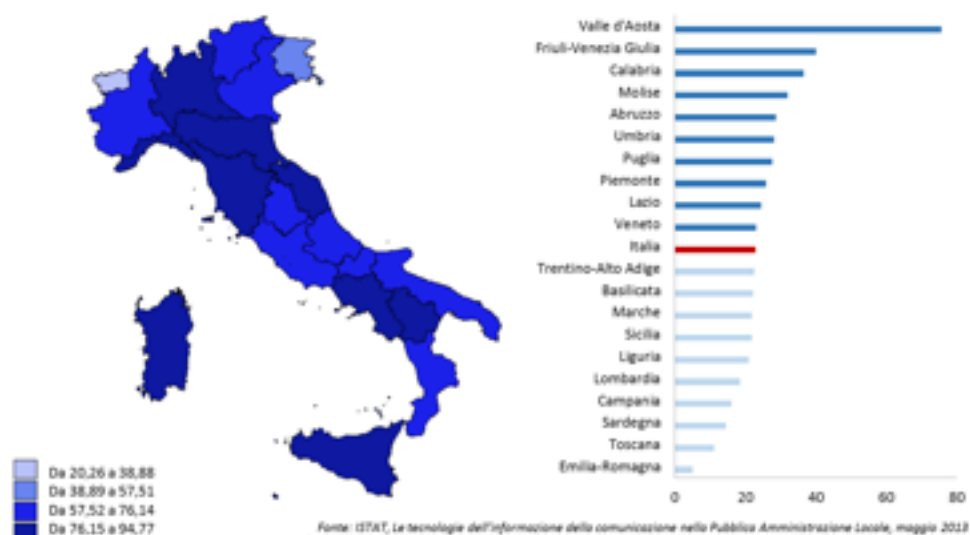 Valle d'Aosta
Friuli-Venezia Giulia
Calabria
Molise
Abruzzo
Umbria
Puglia
Piemonte
Lazio
Veneto
Italia
Trentino-Alto Adige
Basilicata
Marche
Sicilia
Liguria
Lombardia
Campania
Sardegna
Toscana
Emilia-Romagna
0 20 40 60 80
Da 20,26 a 38,88
Da 38,89 a 57,51
Da 57,52 a 76,14
Da 76,15 a 94,77
Fonte: ISTAT, Le tecnologie dell'informazione della comunicazione nella Pubblica Amministrazione Locale, maggio 2013